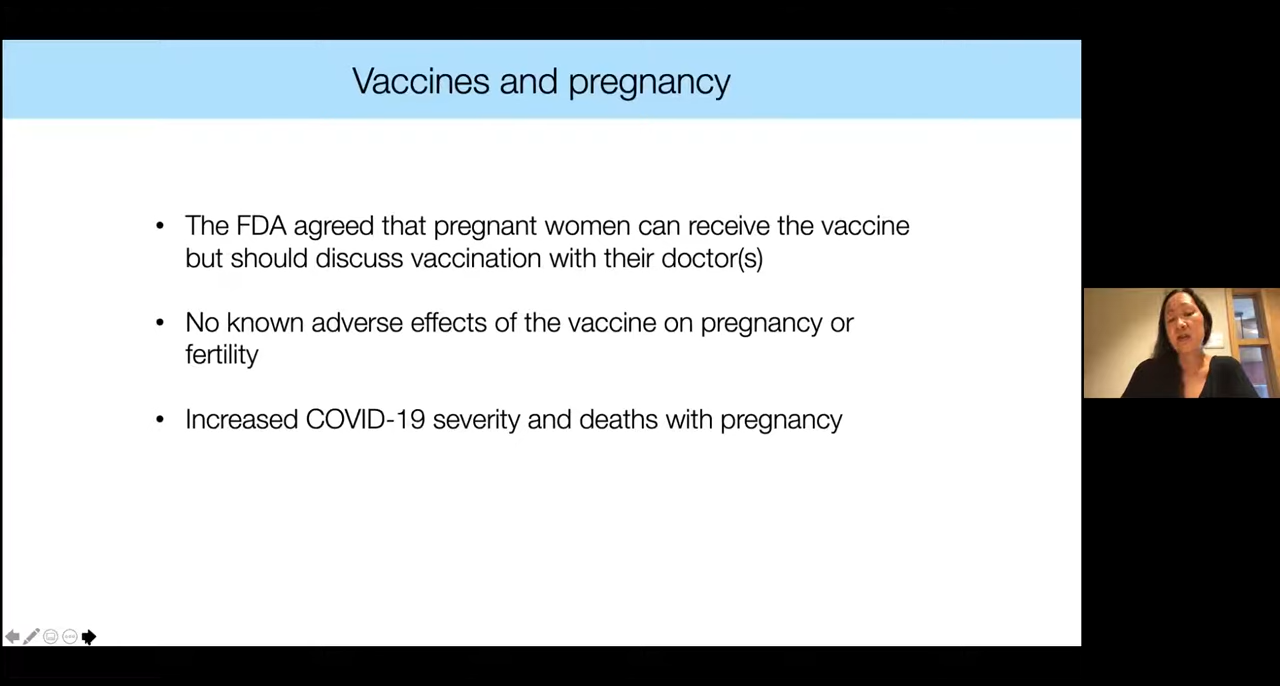 Vaccines and pregnancy
• The FDA agreed that pregnant women can receive the vaccine
but should discuss vaccination with their doctor(s)
• No known adverse effects of the vaccine on pregnancy or
fertility
• Increased COVID-19 severity and deaths with pregnancy